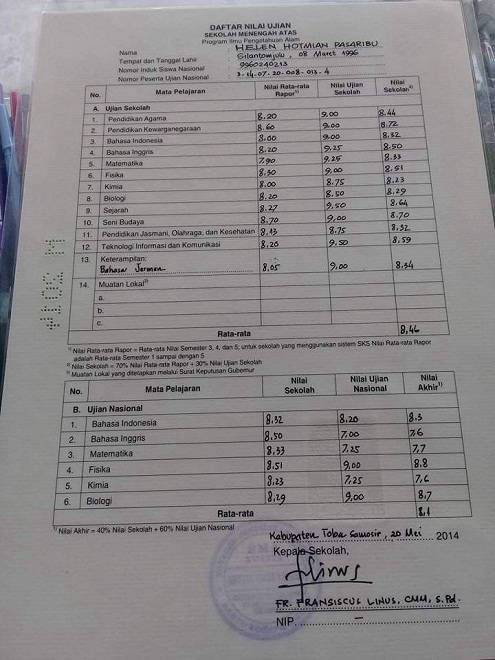 DAFTAR NILAI UJIAN
SEKOLAH MENENGAH ATAS
Program Ilmu Pengetahuan Alam
Nama HELEN HOTMIAN PASARIBU
Tempat dan Tanggal Lahir Silantomjulu, 08 Maret 1996
Nomor Induk Siswa Nasional 9960240213
Nomor Peserta Ujian Nasional 3-14-07-20-008-013-4
No. Mata Pelajaran Nilai Rata-rata Rapor¹⁾ Nilai Ujian Sekolah Nilai Sekolah²⁾
A. Ujian Sekolah
1. Pendidikan Agama 8,20 9,00 8,44
2. Pendidikan Kewarganegaraan 8,60 9,00 8,72
3. Bahasa Indonesia 8,00 9,00 8,32
4. Bahasa Inggris 8,20 9,25 8,50
5. Matematika 7,90 9,25 8,33
6. Fisika 8,30 9,00 8,51
7. Kimia 8,00 8,75 8,23
8. Biologi 8,20 8,50 8,29
9. Sejarah 8,27 9,50 8,64
10. Seni Budaya 8,70 9,00 8,70
11. Pendidikan Jasmani, Olahraga, dan Kesehatan 8,13 8,75 8,32
12. Teknologi Informasi dan Komunikasi 8,20 9,50 8,59
13. Keterampilan:
Bahasa Jerman 8,05 9,00 8,34
14. Muatan Lokal³⁾
a.
b.
c.
Rata-rata 8,46
¹⁾ Nilai Rata-rata Rapor = Rata-rata Nilai Semester 3, 4, dan 5; untuk sekolah yang menggunakan sistem SKS Nilai Rata-rata Rapor
adalah Rata-rata Semester 1 sampai dengan 5
²⁾ Nilai Sekolah = 70% Nilai Rata-rata Rapor + 30% Nilai Ujian Sekolah
³⁾ Muatan Lokal yang ditetapkan melalui Surat Keputusan Gubernur
No. Mata Pelajaran Nilai Sekolah Nilai Ujian Nasional Nilai Akhir¹⁾
B. Ujian Nasional
1. Bahasa Indonesia 8,32 8,20 8,3
2. Bahasa Inggris 8,50 7,00 7,6
3. Matematika 8,33 7,25 7,7
4. Fisika 8,51 9,00 8,8
5. Kimia 8,23 7,25 7,6
6. Biologi 8,29 9,00 8,7
Rata-rata 8,1
¹⁾ Nilai Akhir = 40% Nilai Sekolah + 60% Nilai Ujian Nasional
Kabupaten Toba Samosir, 20 Mei 2014
Kepala Sekolah,
FR. FRANSISCUS LINUS, CMM, S.Pd.
NIP. –